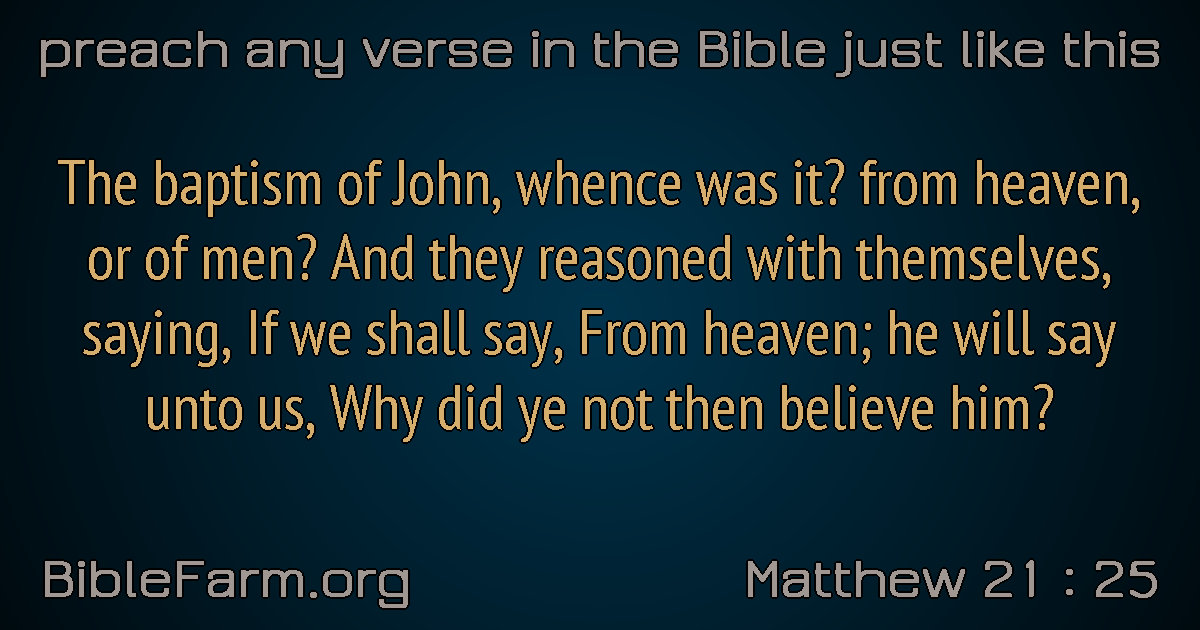 preach any verse in the Bible just like this
The baptism of John, whence was it? from heaven,
or of men? And they reasoned with themselves,
saying, If we shall say, From heaven; he will say
unto us, Why did ye not then believe him?
BibleFarm.org
Matthew 21 : 25